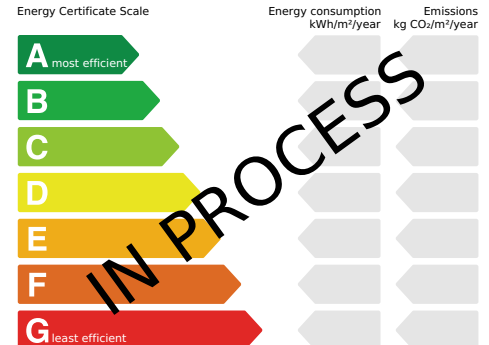 Energy Certificate Scale
Energy consumption
kWh/m²/year
Emissions
kg CO₂/m²/year
A most efficient
B
C
D
E
F
G least efficient
IN PROCESS